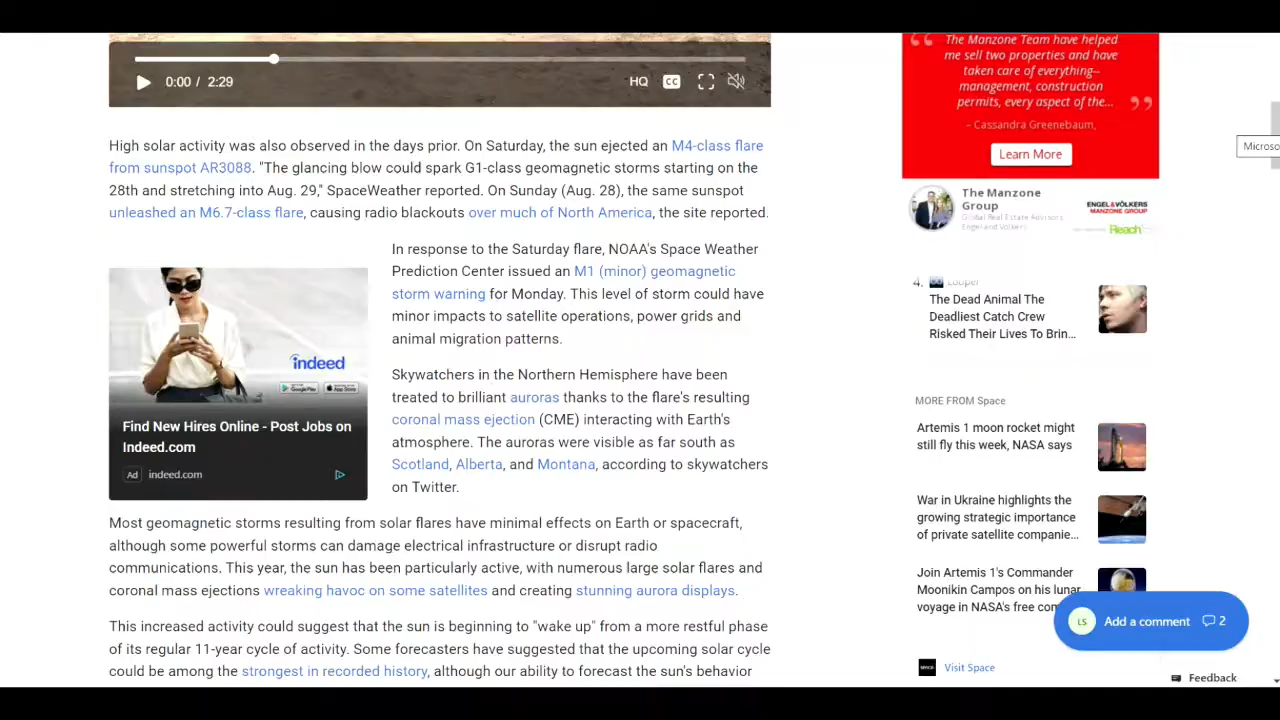 0:00 / 2:29
HQ
CC
High solar activity was also observed in the days prior. On Saturday, the sun ejected an M4-class flare
from sunspot AR3088. "The glancing blow could spark G1-class geomagnetic storms starting on the
28th and stretching into Aug. 29," SpaceWeather reported. On Sunday (Aug. 28), the same sunspot
unleashed an M6.7-class flare, causing radio blackouts over much of North America, the site reported.
In response to the Saturday flare, NOAA's Space Weather
Prediction Center issued an M1 (minor) geomagnetic
storm warning for Monday. This level of storm could have
minor impacts to satellite operations, power grids and
animal migration patterns.
Skywatchers in the Northern Hemisphere have been
treated to brilliant auroras thanks to the flare's resulting
coronal mass ejection (CME) interacting with Earth's
atmosphere. The auroras were visible as far south as
Scotland, Alberta, and Montana, according to skywatchers
on Twitter.
indeed
Google Play
App Store
Find New Hires Online - Post Jobs on
Indeed.com
Ad indeed.com
Most geomagnetic storms resulting from solar flares have minimal effects on Earth or spacecraft,
although some powerful storms can damage electrical infrastructure or disrupt radio
communications. This year, the sun has been particularly active, with numerous large solar flares and
coronal mass ejections wreaking havoc on some satellites and creating stunning aurora displays.
This increased activity could suggest that the sun is beginning to "wake up" from a more restful phase
of its regular 11-year cycle of activity. Some forecasters have suggested that the upcoming solar cycle
could be among the strongest in recorded history, although our ability to forecast the sun's behavior
“ The Manzone Team have helped
me sell two properties and have
taken care of everything–
management, construction
permits, every aspect of the... ”
– Cassandra Greenebaum,
Learn More
The Manzone
Group
Global Real Estate Advisors,
Engel and Völkers
ENGEL&VÖLKERS
MANZONE GROUP
Reach
4. Looper
The Dead Animal The
Deadliest Catch Crew
Risked Their Lives To Brin...
MORE FROM Space
Artemis 1 moon rocket might
still fly this week, NASA says
War in Ukraine highlights the
growing strategic importance
of private satellite companie...
Join Artemis 1's Commander
Moonikin Campos on his lunar
voyage in NASA's free com
LS Add a comment 2
SPACE Visit Space
Feedback
Microso